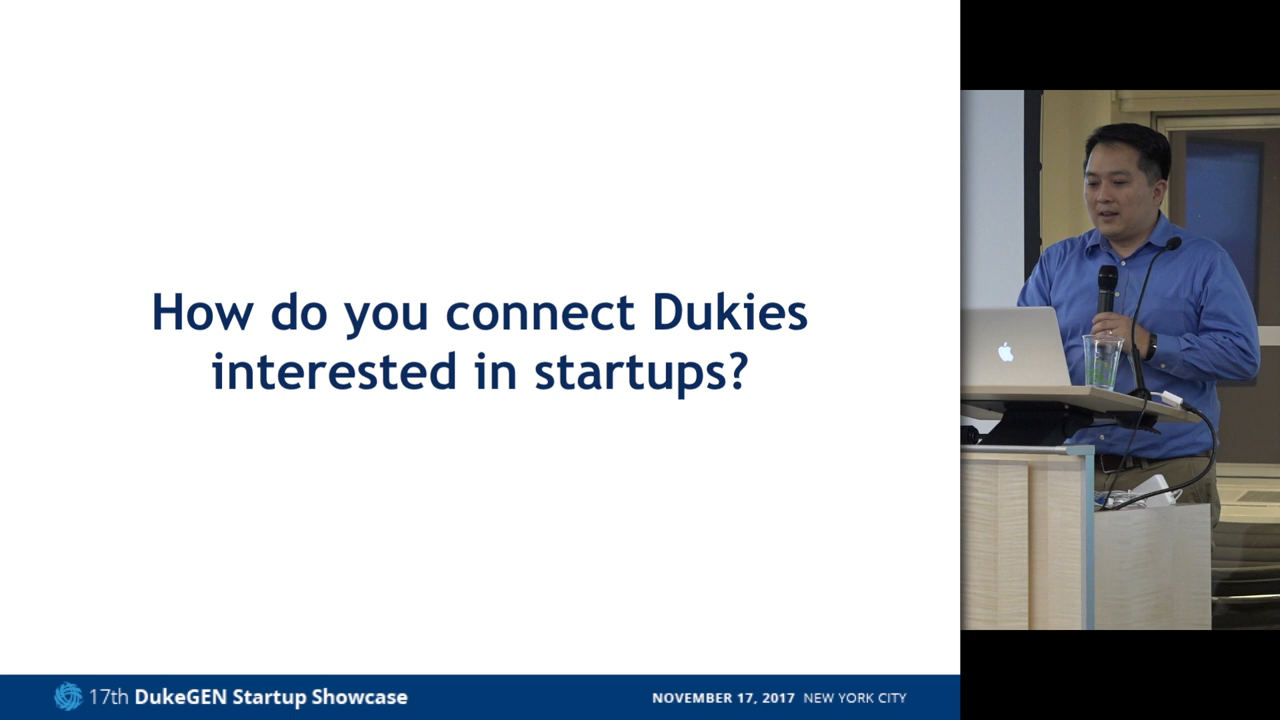 How do you connect Dukies
interested in startups?
17th DukeGEN Startup Showcase
NOVEMBER 17, 2017 NEW YORK CITY